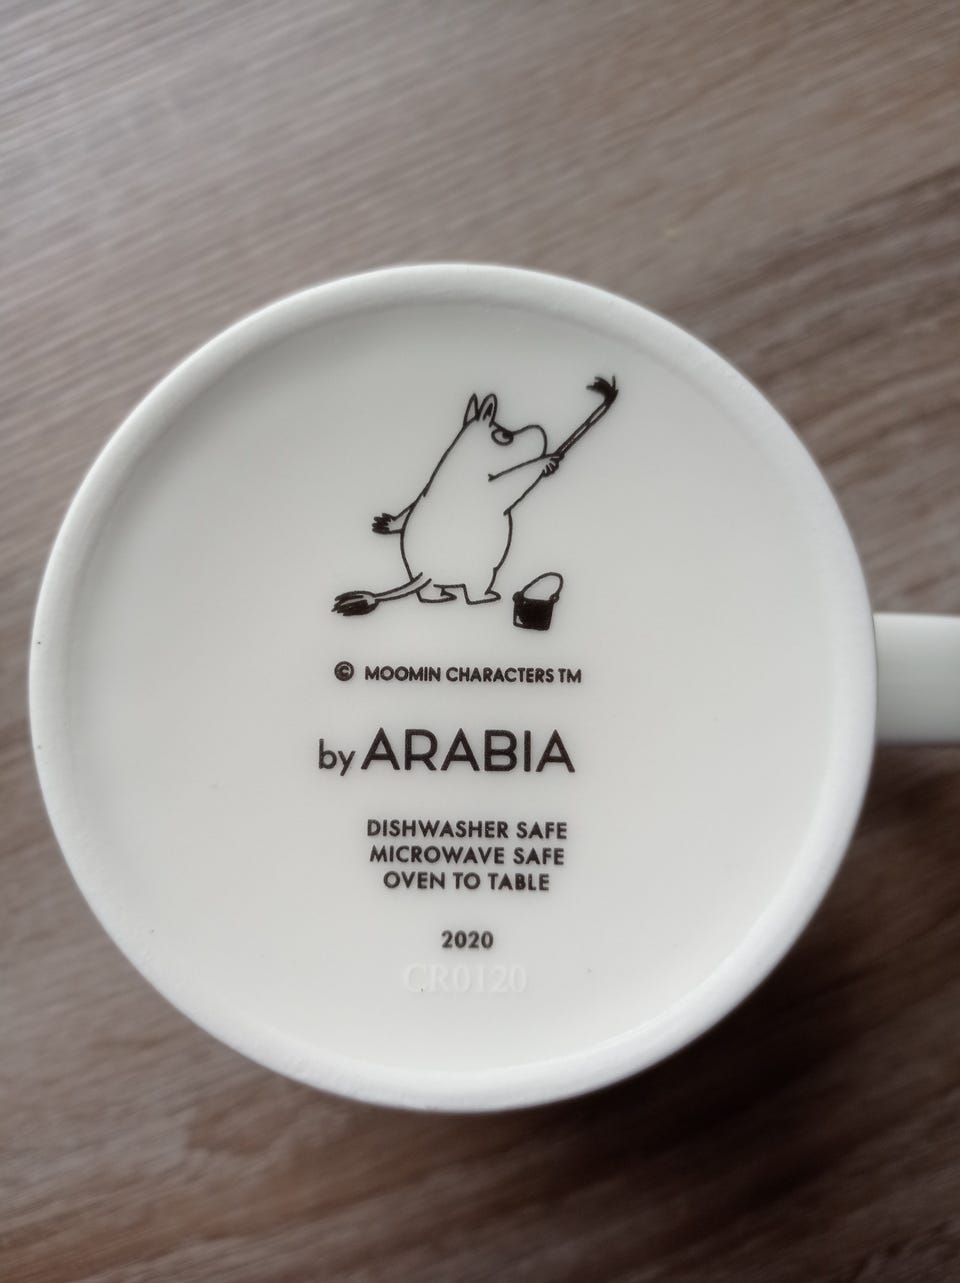 © MOOMIN CHARACTERS TM
by ARABIA
DISHWASHER SAFE
MICROWAVE SAFE
OVEN TO TABLE
2020
CR0120